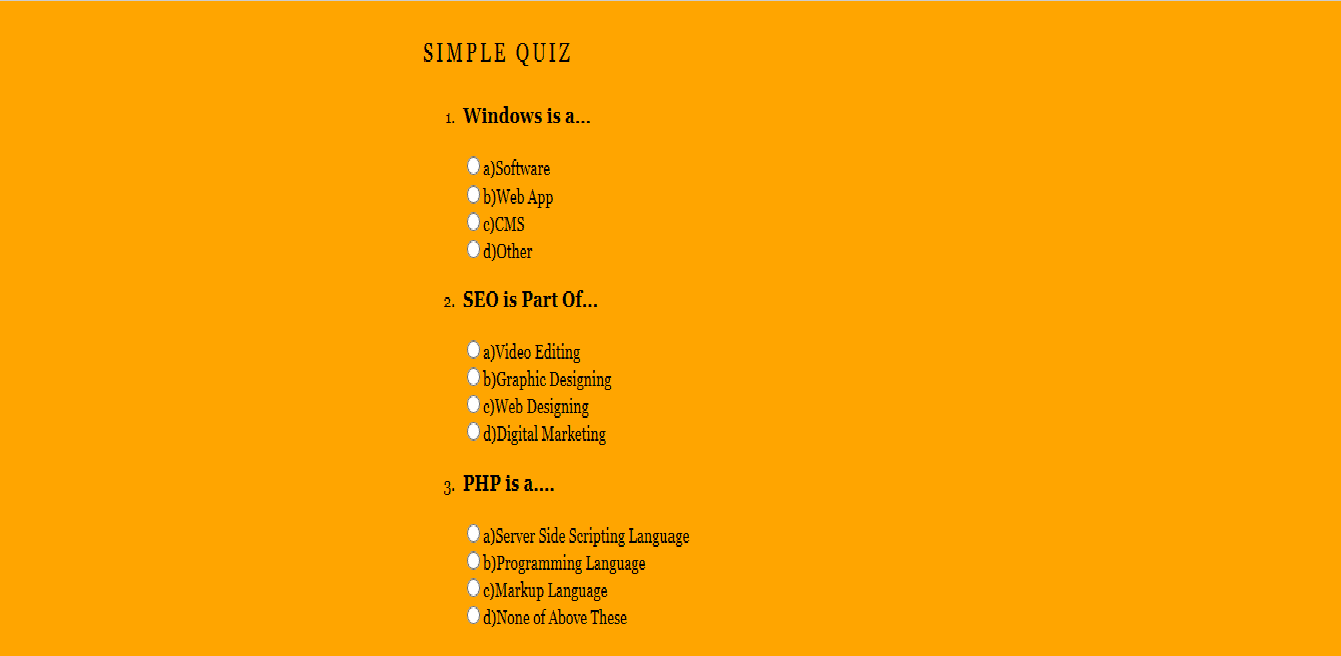 SIMPLE QUIZ
1. Windows is a...
a)Software
b)Web App
c)CMS
d)Other
2. SEO is Part Of...
a)Video Editing
b)Graphic Designing
c)Web Designing
d)Digital Marketing
3. PHP is a....
a)Server Side Scripting Language
b)Programming Language
c)Markup Language
d)None of Above These